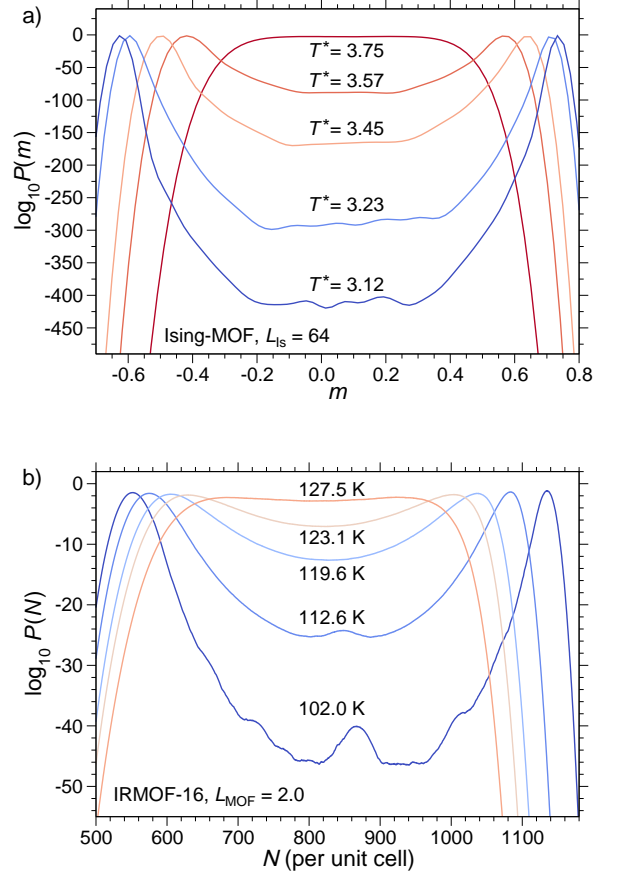 a)
0
-50
-100
-150
-200
-250
-300
-350
-400
-450
log₁₀P(m)
T*= 3.75
T*= 3.57
T*= 3.45
T*= 3.23
T*= 3.12
Ising-MOF, L_Is = 64
-0.6 -0.4 -0.2 0.0 0.2 0.4 0.6 0.8
m
b)
0
-10
-20
-30
-40
-50
log₁₀ P(N)
127.5 K
123.1 K
119.6 K
112.6 K
102.0 K
IRMOF-16, L_MOF = 2.0
500 600 700 800 900 1000 1100
N (per unit cell)